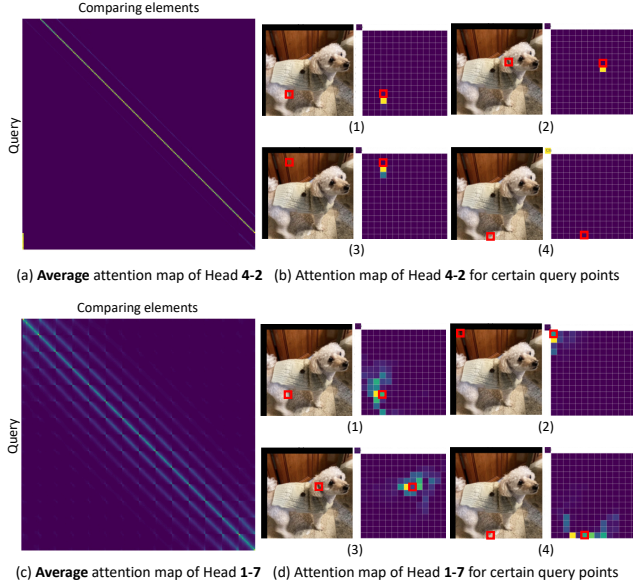 Comparing elements
Query
(1)
(2)
(3)
(4)
(a) Average attention map of Head 4-2
(b) Attention map of Head 4-2 for certain query points
Comparing elements
Query
(1)
(2)
(3)
(4)
(c) Average attention map of Head 1-7
(d) Attention map of Head 1-7 for certain query points